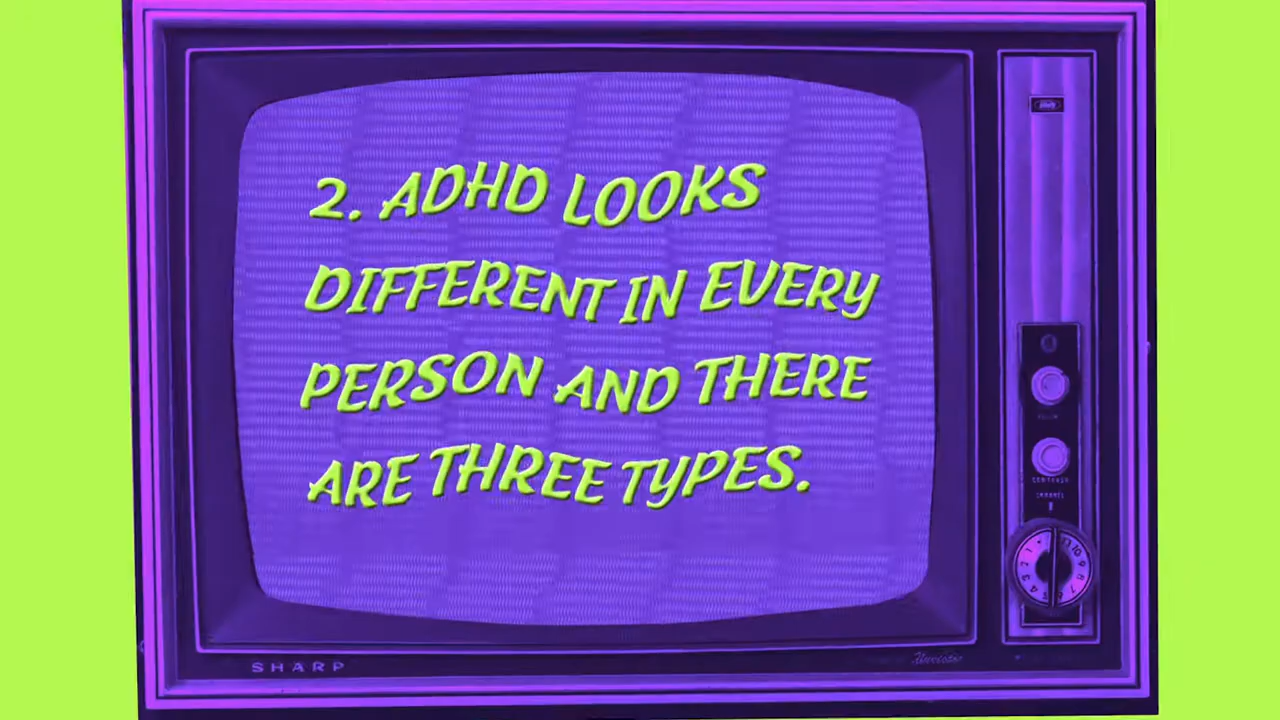 2. ADHD LOOKS
DIFFERENT IN EVERY
PERSON AND THERE
ARE THREE TYPES.
SHARP